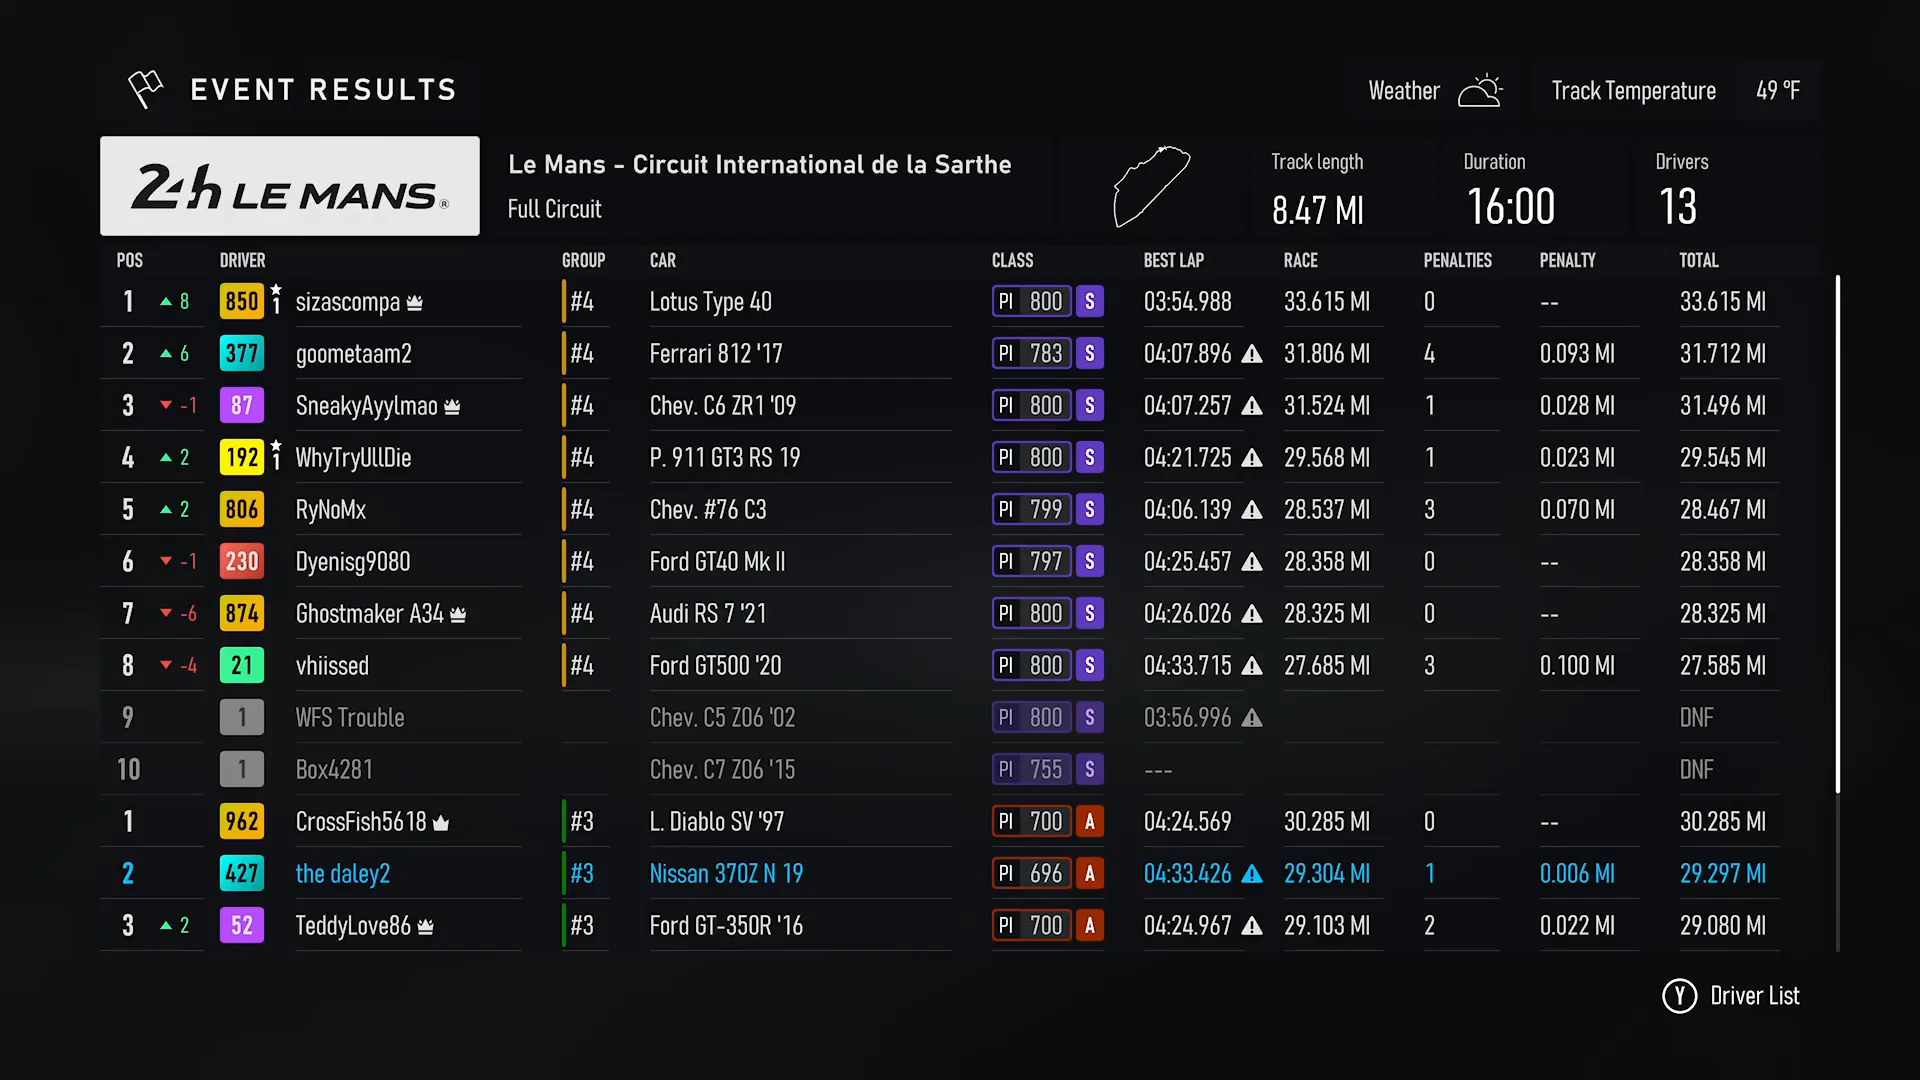 EVENT RESULTS
Weather Track Temperature 49 °F
24h LE MANS®
Le Mans - Circuit International de la Sarthe
Full Circuit
Track length
8.47 MI
Duration
16:00
Drivers
13
POS DRIVER GROUP CAR CLASS BEST LAP RACE PENALTIES PENALTY TOTAL
1 8 850 1 sizascompa #4 Lotus Type 40 PI 800 S 03:54.988 33.615 MI 0 -- 33.615 MI
2 6 377 goometaam2 #4 Ferrari 812 '17 PI 783 S 04:07.896 31.806 MI 4 0.093 MI 31.712 MI
3 -1 87 SneakyAyylmao #4 Chev. C6 ZR1 '09 PI 800 S 04:07.257 31.524 MI 1 0.028 MI 31.496 MI
4 2 192 1 WhyTryUllDie #4 P. 911 GT3 RS 19 PI 800 S 04:21.725 29.568 MI 1 0.023 MI 29.545 MI
5 2 806 RyNoMx #4 Chev. #76 C3 PI 799 S 04:06.139 28.537 MI 3 0.070 MI 28.467 MI
6 -1 230 Dyenisg9080 #4 Ford GT40 Mk II PI 797 S 04:25.457 28.358 MI 0 -- 28.358 MI
7 -6 874 Ghostmaker A34 #4 Audi RS 7 '21 PI 800 S 04:26.026 28.325 MI 0 -- 28.325 MI
8 -4 21 vhiissed #4 Ford GT500 '20 PI 800 S 04:33.715 27.685 MI 3 0.100 MI 27.585 MI
9 1 WFS Trouble Chev. C5 Z06 '02 PI 800 S 03:56.996 DNF
10 1 Box4281 Chev. C7 Z06 '15 PI 755 S --- DNF
1 962 CrossFish5618 #3 L. Diablo SV '97 PI 700 A 04:24.569 30.285 MI 0 -- 30.285 MI
2 427 the daley2 #3 Nissan 370Z N 19 PI 696 A 04:33.426 29.304 MI 1 0.006 MI 29.297 MI
3 2 52 TeddyLove86 #3 Ford GT-350R '16 PI 700 A 04:24.967 29.103 MI 2 0.022 MI 29.080 MI
Y Driver List